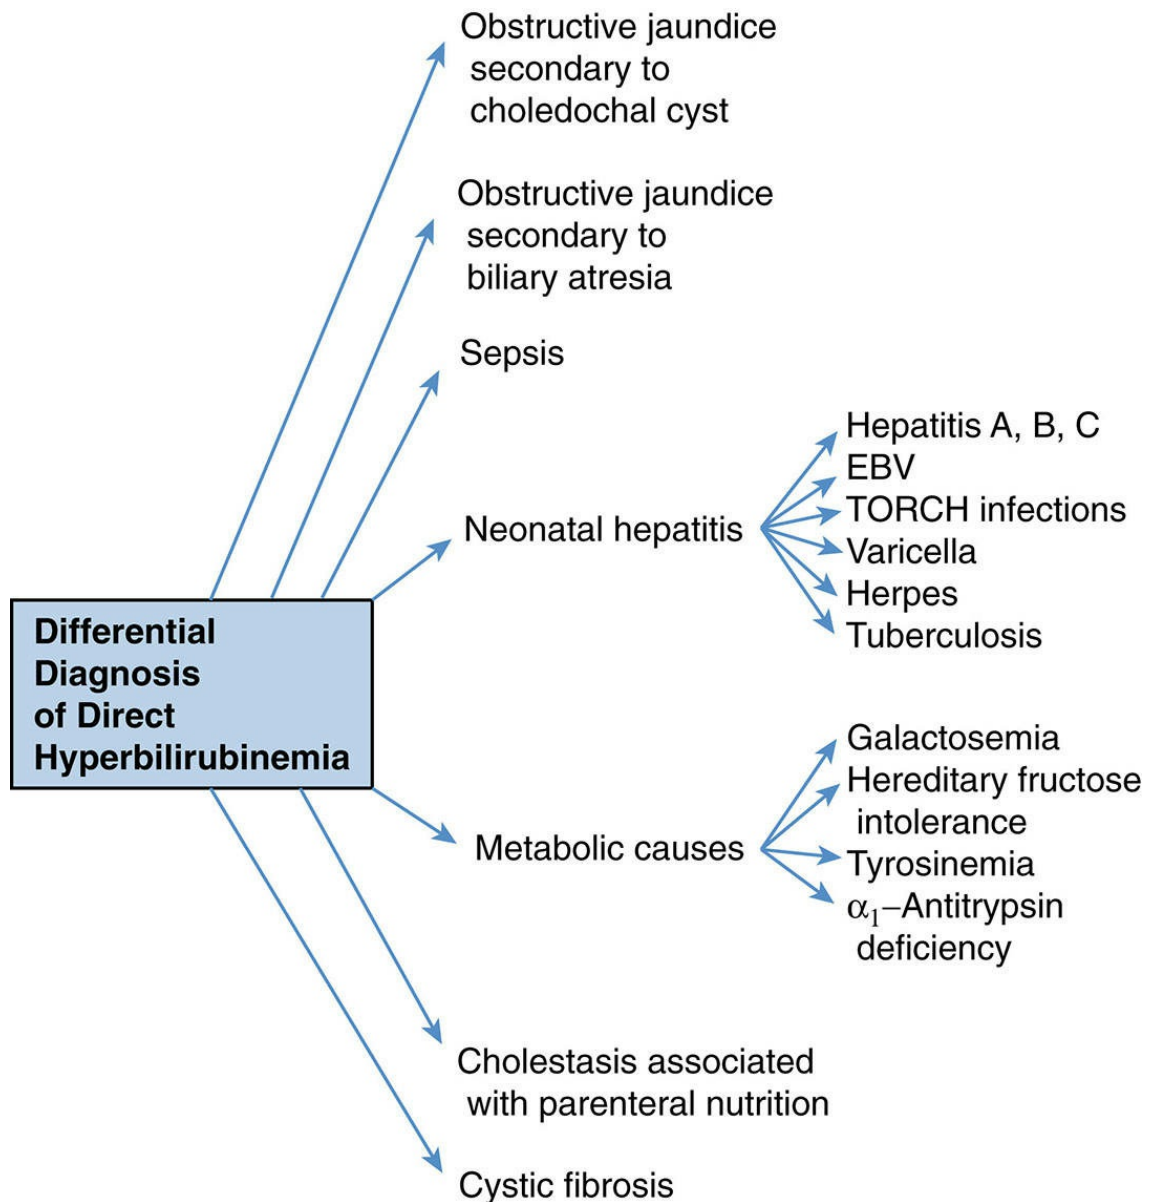 Obstructive jaundice
secondary to
choledochal cyst
Obstructive jaundice
secondary to
biliary atresia
Sepsis
Neonatal hepatitis
Hepatitis A, B, C
EBV
TORCH infections
Varicella
Herpes
Tuberculosis
Differential
Diagnosis
of Direct
Hyperbilirubinemia
Metabolic causes
Galactosemia
Hereditary fructose
intolerance
Tyrosinemia
α₁–Antitrypsin
deficiency
Cholestasis associated
with parenteral nutrition
Cystic fibrosis